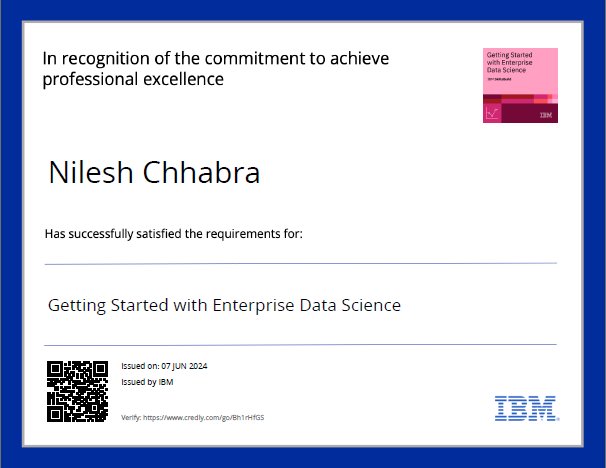 In recognition of the commitment to achieve
professional excellence
Getting Started
with Enterprise
Data Science
IBM
Nilesh Chhabra
Has successfully satisfied the requirements for:
Getting Started with Enterprise Data Science
Issued on: 07 JUN 2024
Issued by IBM
Verify: https://www.credly.com/go/Bh1rHfGS
IBM